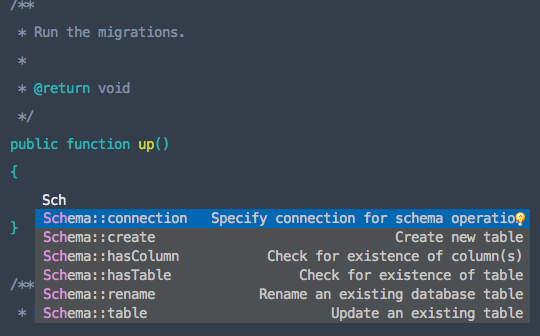 /**
* Run the migrations.
*
* @return void
*/
public function up()
{
Sch
Schema::connection Specify connection for schema operatio
Schema::create Create new table
Schema::hasColumn Check for existence of column(s)
Schema::hasTable Check for existence of table
Schema::rename Rename an existing database table
Schema::table Update an existing table
}
/**
*